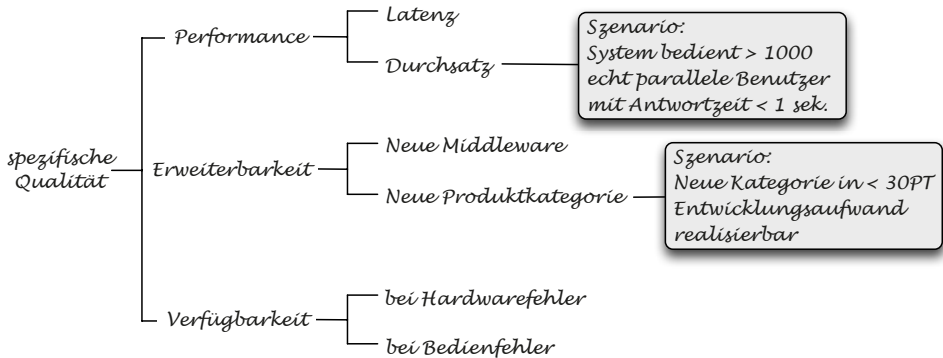 spezifische
Qualität
Performance
Latenz
Durchsatz
Szenario:
System bedient > 1000
echt parallele Benutzer
mit Antwortzeit < 1 sek.
Erweiterbarkeit
Neue Middleware
Neue Produktkategorie
Szenario:
Neue Kategorie in < 30PT
Entwicklungsaufwand
realisierbar
Verfügbarkeit
bei Hardwarefehler
bei Bedienfehler